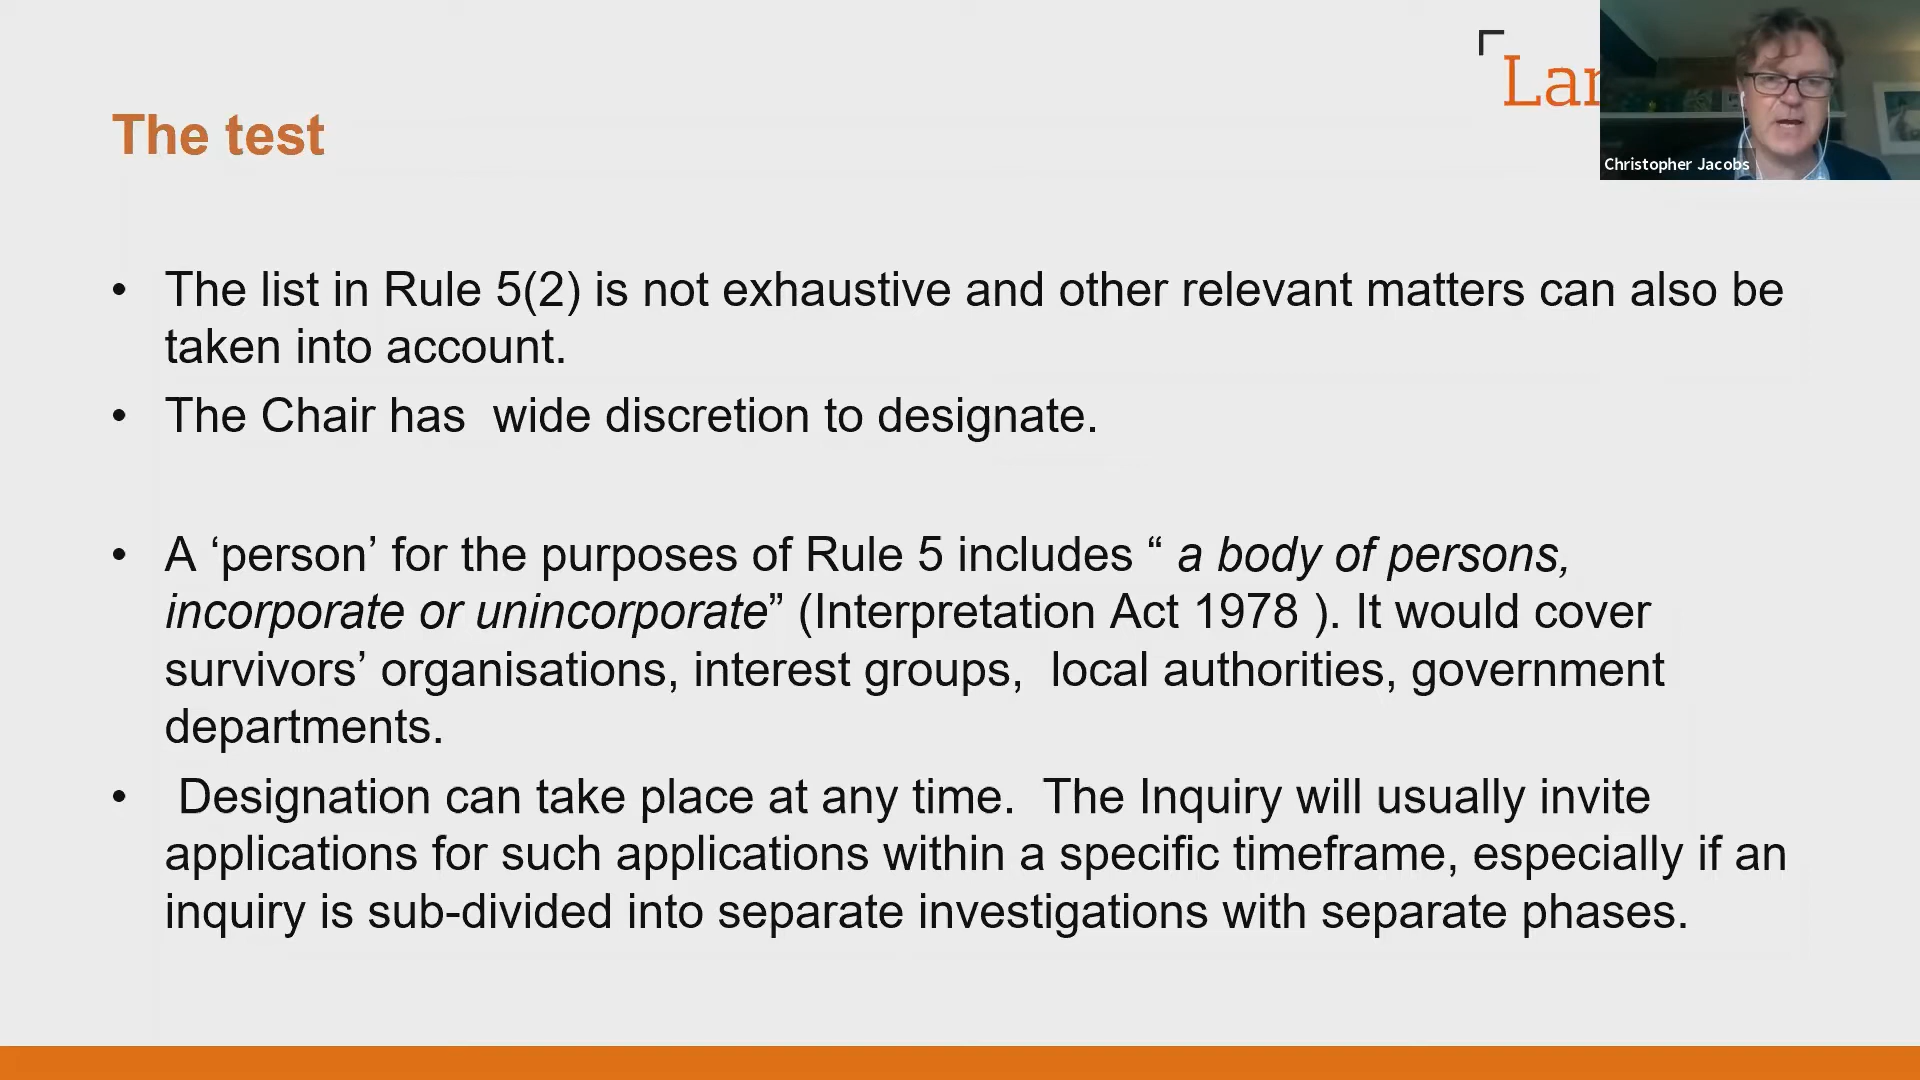 Lar
Christopher Jacobs
The test
• The list in Rule 5(2) is not exhaustive and other relevant matters can also be
taken into account.
• The Chair has  wide discretion to designate.
• A ‘person’ for the purposes of Rule 5 includes “ a body of persons,
incorporate or unincorporate” (Interpretation Act 1978 ). It would cover
survivors’ organisations, interest groups,  local authorities, government
departments.
•  Designation can take place at any time.  The Inquiry will usually invite
applications for such applications within a specific timeframe, especially if an
inquiry is sub-divided into separate investigations with separate phases.